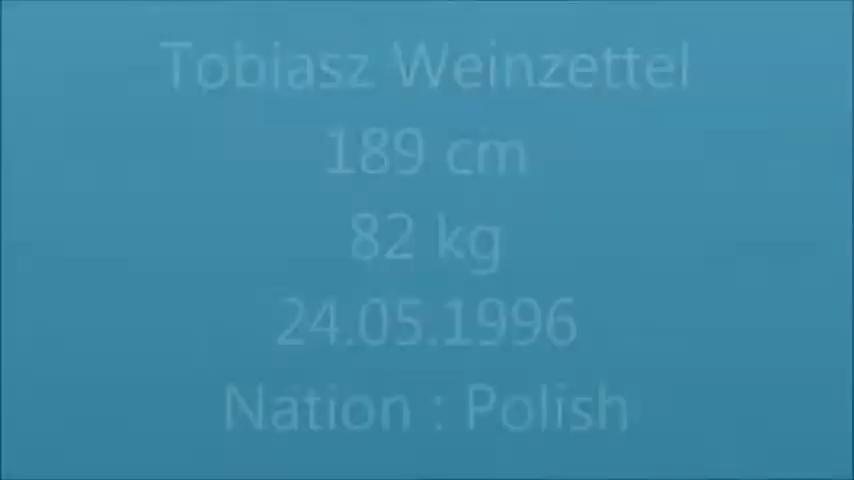 Tobiasz Weinzettel
189 cm
82 kg
24.05.1996
Nation : Polish